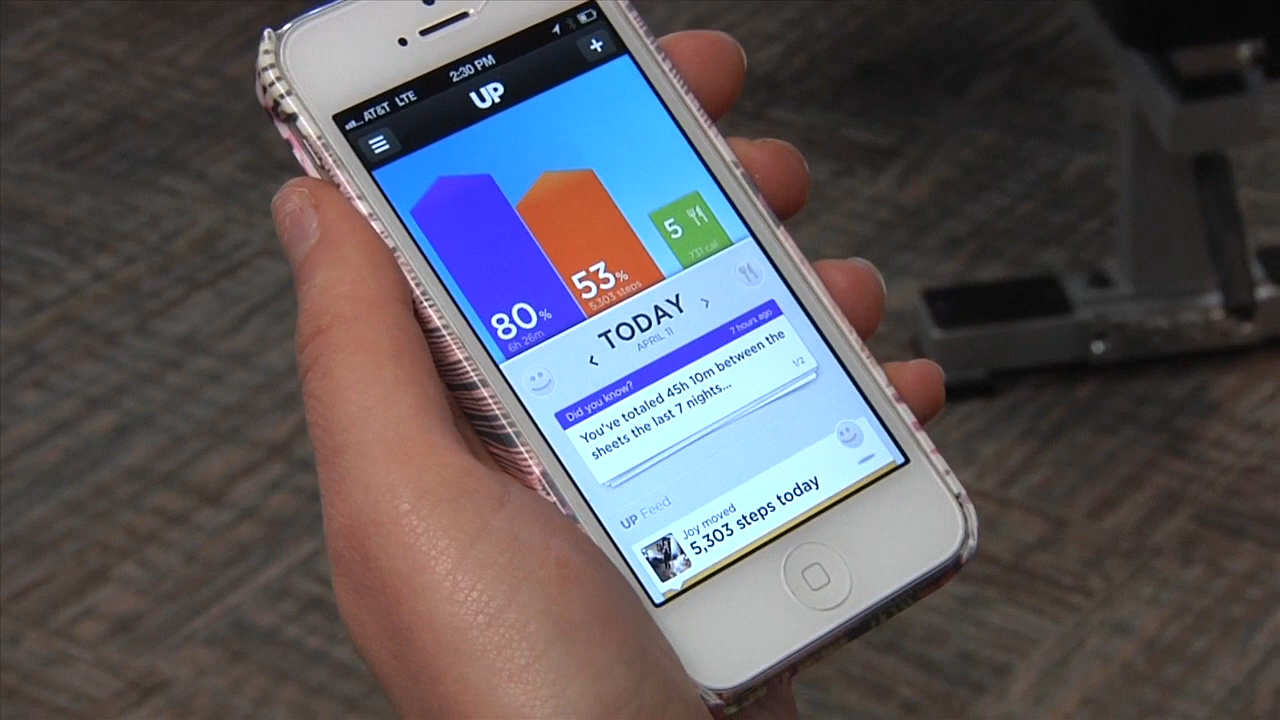 AT&T LTE 2:30 PM
UP
80%
6h 26m
53%
5,303 steps
5
731 cal
TODAY
APRIL 11
Did you know? 7 hours ago
You've totaled 45h 10m between the
sheets the last 7 nights...
1/2
UP Feed
Joy moved
5,303 steps today